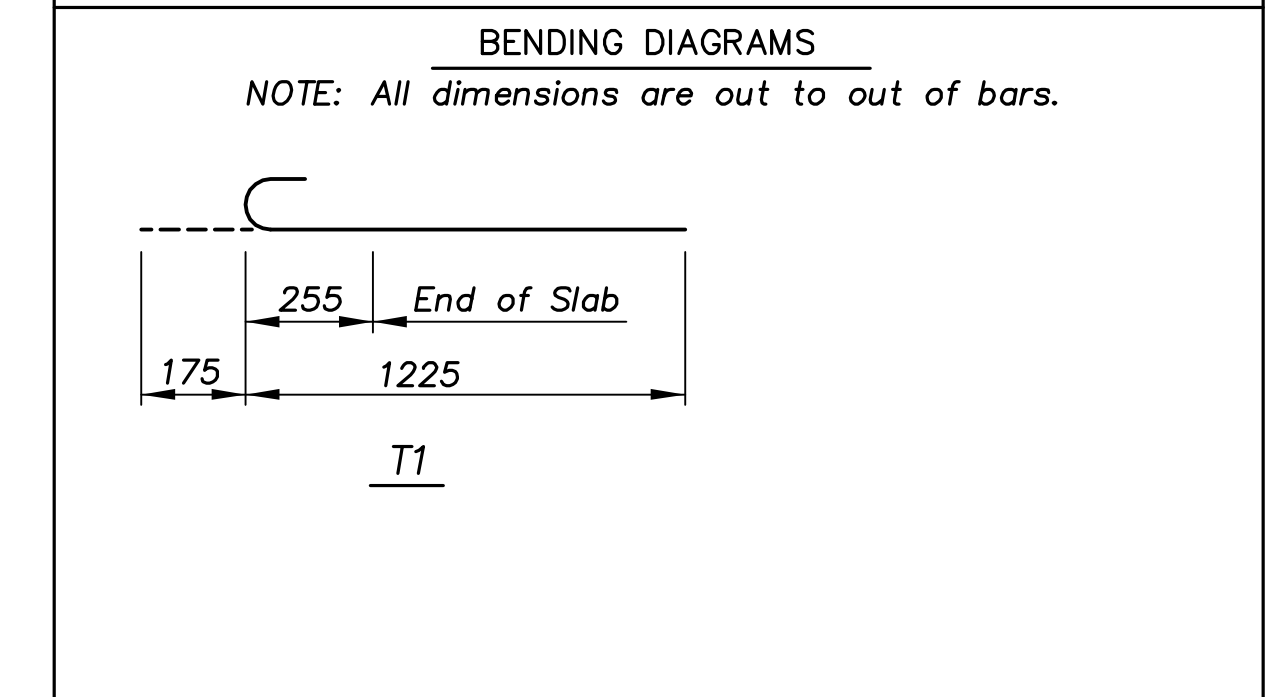 BENDING DIAGRAMS
NOTE: All dimensions are out to out of bars.
255 End of Slab
175 1225
T1